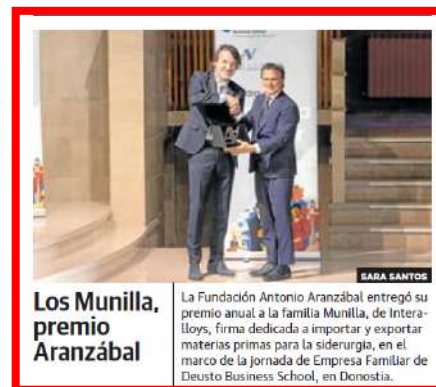 SARA SANTOS
Los Munilla,
premio
Aranzábal
La Fundación Antonio Aranzábal entregó su
premio anual a la familia Munilla, de Intera-
lloys, firma dedicada a importar y exportar
materias primas para la siderurgia, en el
marco de la jornada de Empresa Familiar de
Deusto Business School, en Donostia.